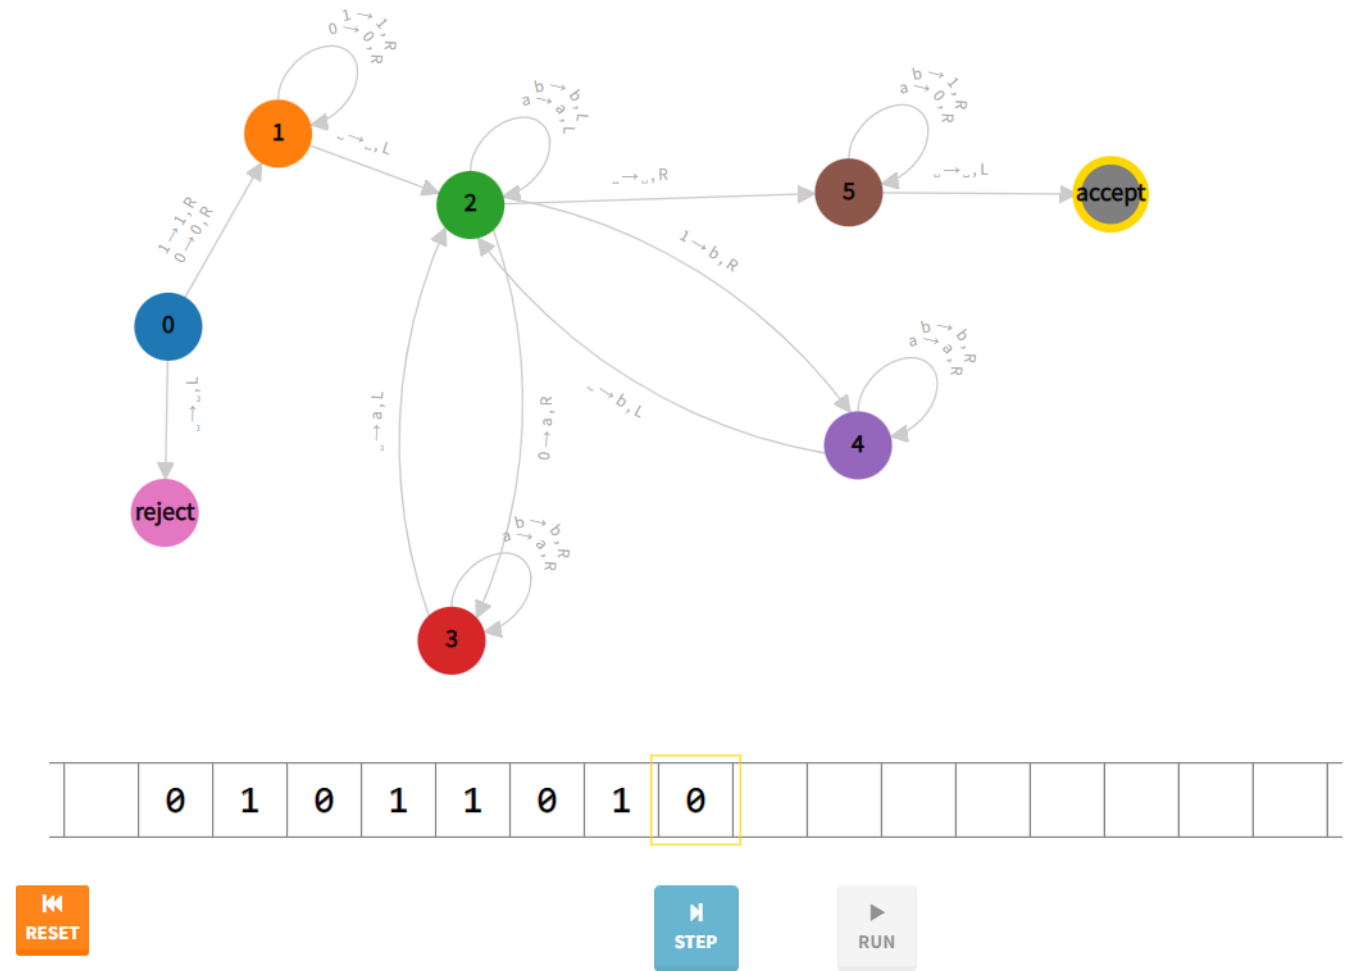 1→1,R
0→0,R
1
␣→␣,L
b→b,L
a→a,L
2
␣→␣,R
b→1,R
a→0,R
5
␣→␣,L
accept
1→1,R
0→0,R
0
␣→␣,L
reject
1→b,R
␣→b,L
b→b,R
a→a,R
4
␣→a,L
0→a,R
b→b,R
a→a,R
3
0 1 0 1 1 0 1 0
RESET
STEP
RUN